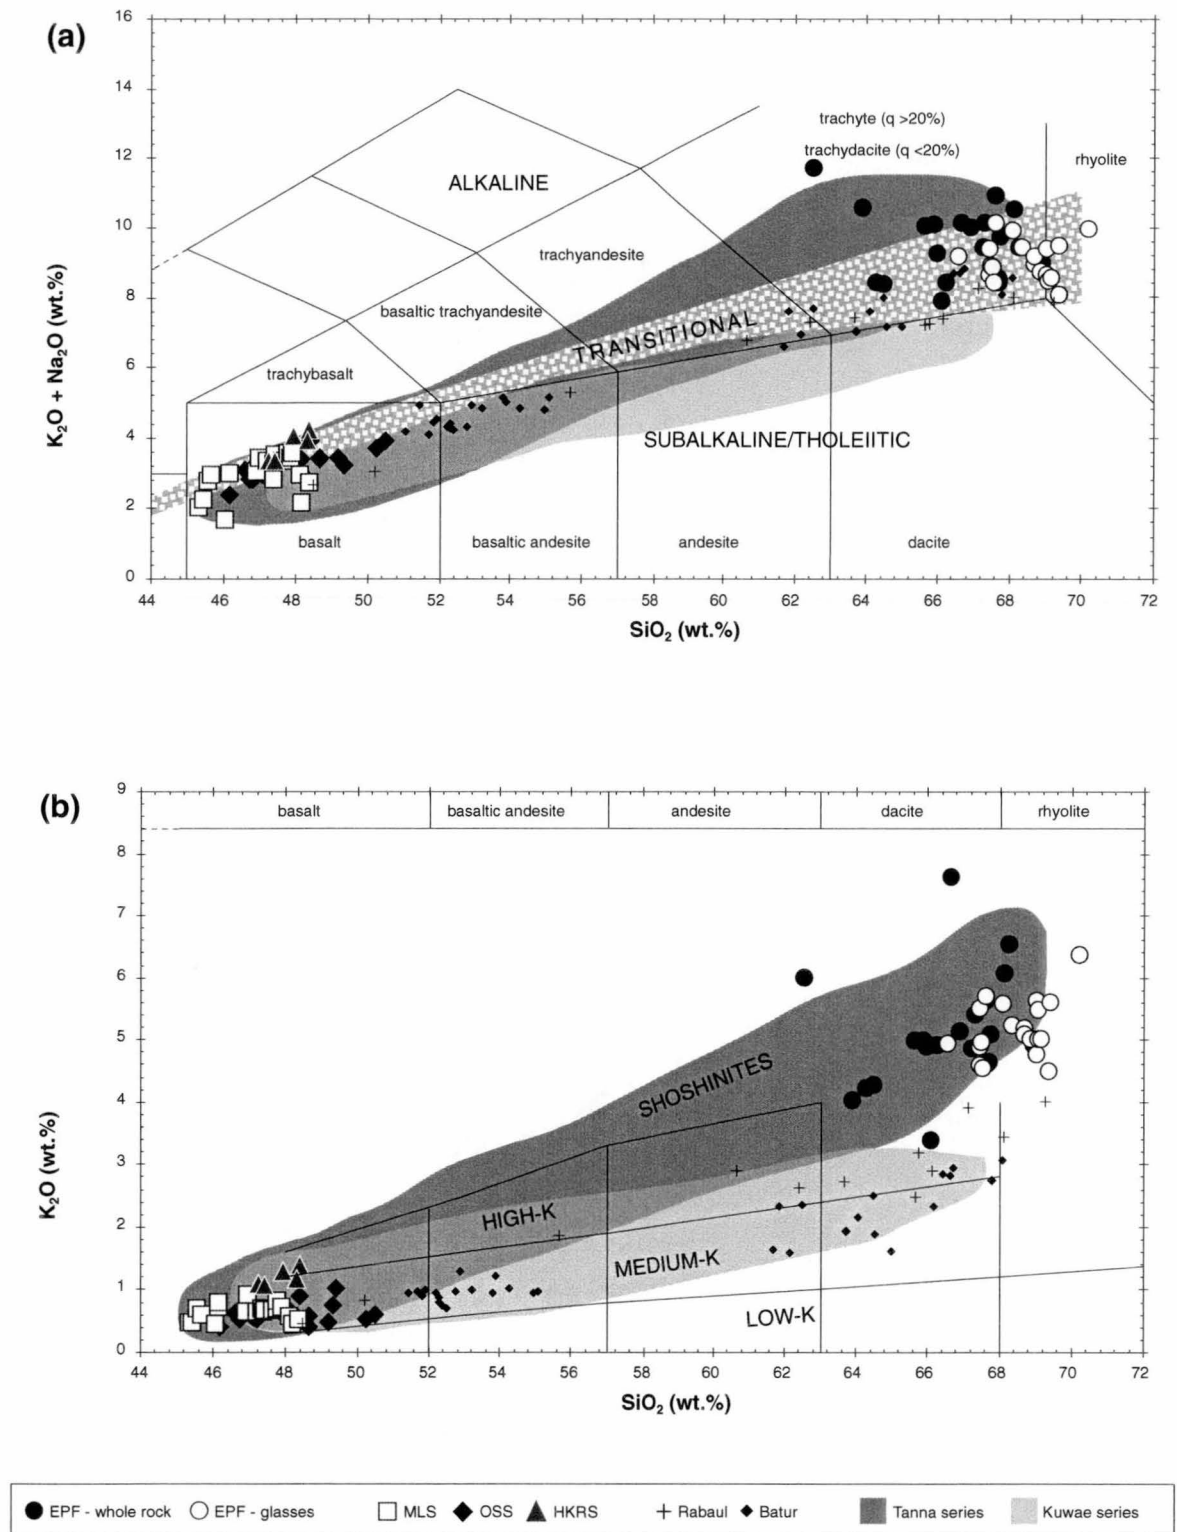 (a)
16
14
12
10
8
6
4
2
0
K₂O + Na₂O (wt.%)
trachyte (q >20%)
trachydacite (q <20%)
rhyolite
ALKALINE
trachyandesite
basaltic trachyandesite
TRANSITIONAL
trachybasalt
SUBALKALINE/THOLEIITIC
basalt
basaltic andesite
andesite
dacite
44 46 48 50 52 54 56 58 60 62 64 66 68 70 72
SiO₂ (wt.%)
(b)
9
8
7
6
5
4
3
2
1
0
K₂O (wt.%)
basalt
basaltic andesite
andesite
dacite
rhyolite
SHOSHINITES
HIGH-K
MEDIUM-K
LOW-K
44 46 48 50 52 54 56 58 60 62 64 66 68 70 72
SiO₂ (wt.%)
EPF - whole rock EPF - glasses MLS OSS HKRS Rabaul Batur Tanna series Kuwae series